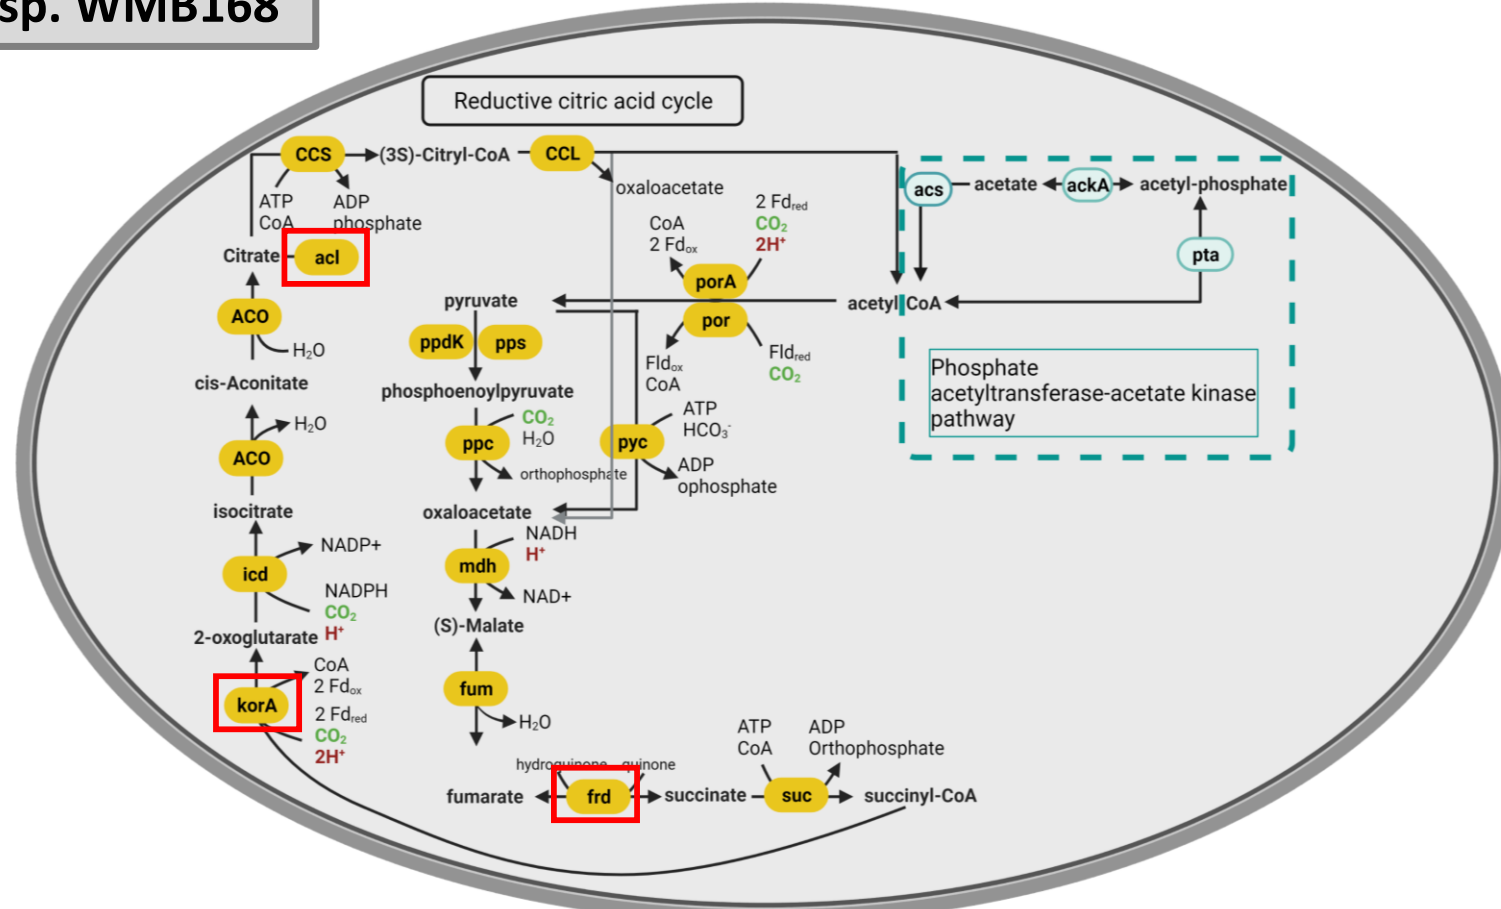 sp. WMB168
Reductive citric acid cycle
CCS
(3S)-Citryl-CoA
CCL
oxaloacetate
ATP
CoA
ADP
phosphate
Citrate
acl
ACO
H₂O
cis-Aconitate
H₂O
ACO
isocitrate
NADP+
icd
NADPH
CO₂
H⁺
2-oxoglutarate
CoA
2 Fdox
korA
2 Fdred
CO₂
2H⁺
pyruvate
ppdK
pps
phosphoenoylpyruvate
CO₂
H₂O
ppc
orthophosphate
oxaloacetate
NADH
H⁺
mdh
NAD+
(S)-Malate
fum
H₂O
hydroquinone
quinone
fumarate
frd
succinate
ATP
CoA
ADP
Orthophosphate
suc
succinyl-CoA
CoA
2 Fdox
2 Fdred
CO₂
2H⁺
porA
por
Fldox
CoA
Fldred
CO₂
ATP
HCO₃⁻
pyc
ADP
ophosphate
acetyl CoA
acs
acetate
ackA
acetyl-phosphate
pta
Phosphate
acetyltransferase-acetate kinase
pathway